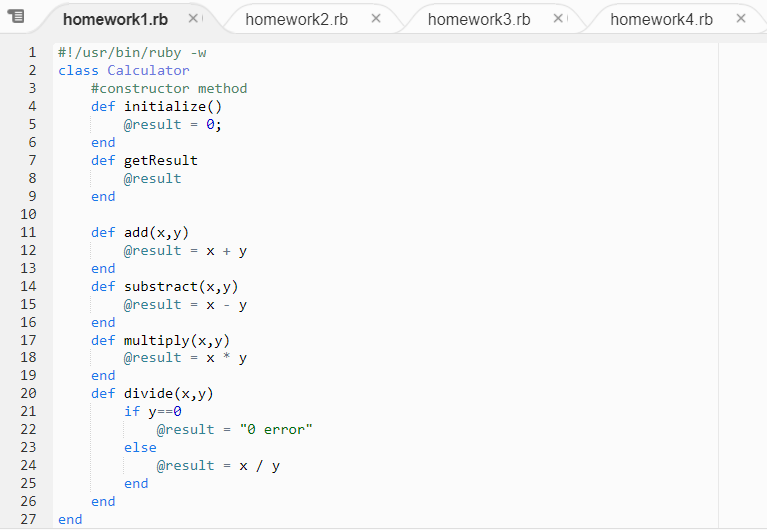 homework1.rb × homework2.rb × homework3.rb × homework4.rb ×
1 #!/usr/bin/ruby -w
2 class Calculator
3     #constructor method
4     def initialize()
5         @result = 0;
6     end
7     def getResult
8         @result
9     end
10
11     def add(x,y)
12         @result = x + y
13     end
14     def substract(x,y)
15         @result = x - y
16     end
17     def multiply(x,y)
18         @result = x * y
19     end
20     def divide(x,y)
21         if y==0
22             @result = "0 error"
23         else
24             @result = x / y
25         end
26     end
27 end